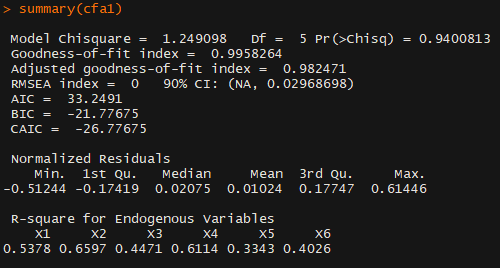 > summary(cfa1)
Model Chisquare = 1.249098 Df = 5 Pr(>Chisq) = 0.9400813
Goodness-of-fit index = 0.9958264
Adjusted goodness-of-fit index = 0.982471
RMSEA index = 0 90% CI: (NA, 0.02968698)
AIC = 33.2491
BIC = -21.77675
CAIC = -26.77675
Normalized Residuals
Min. 1st Qu. Median Mean 3rd Qu. Max.
-0.51244 -0.17419 0.02075 0.01024 0.17747 0.61446
R-square for Endogenous Variables
X1 X2 X3 X4 X5 X6
0.5378 0.6597 0.4471 0.6114 0.3343 0.4026